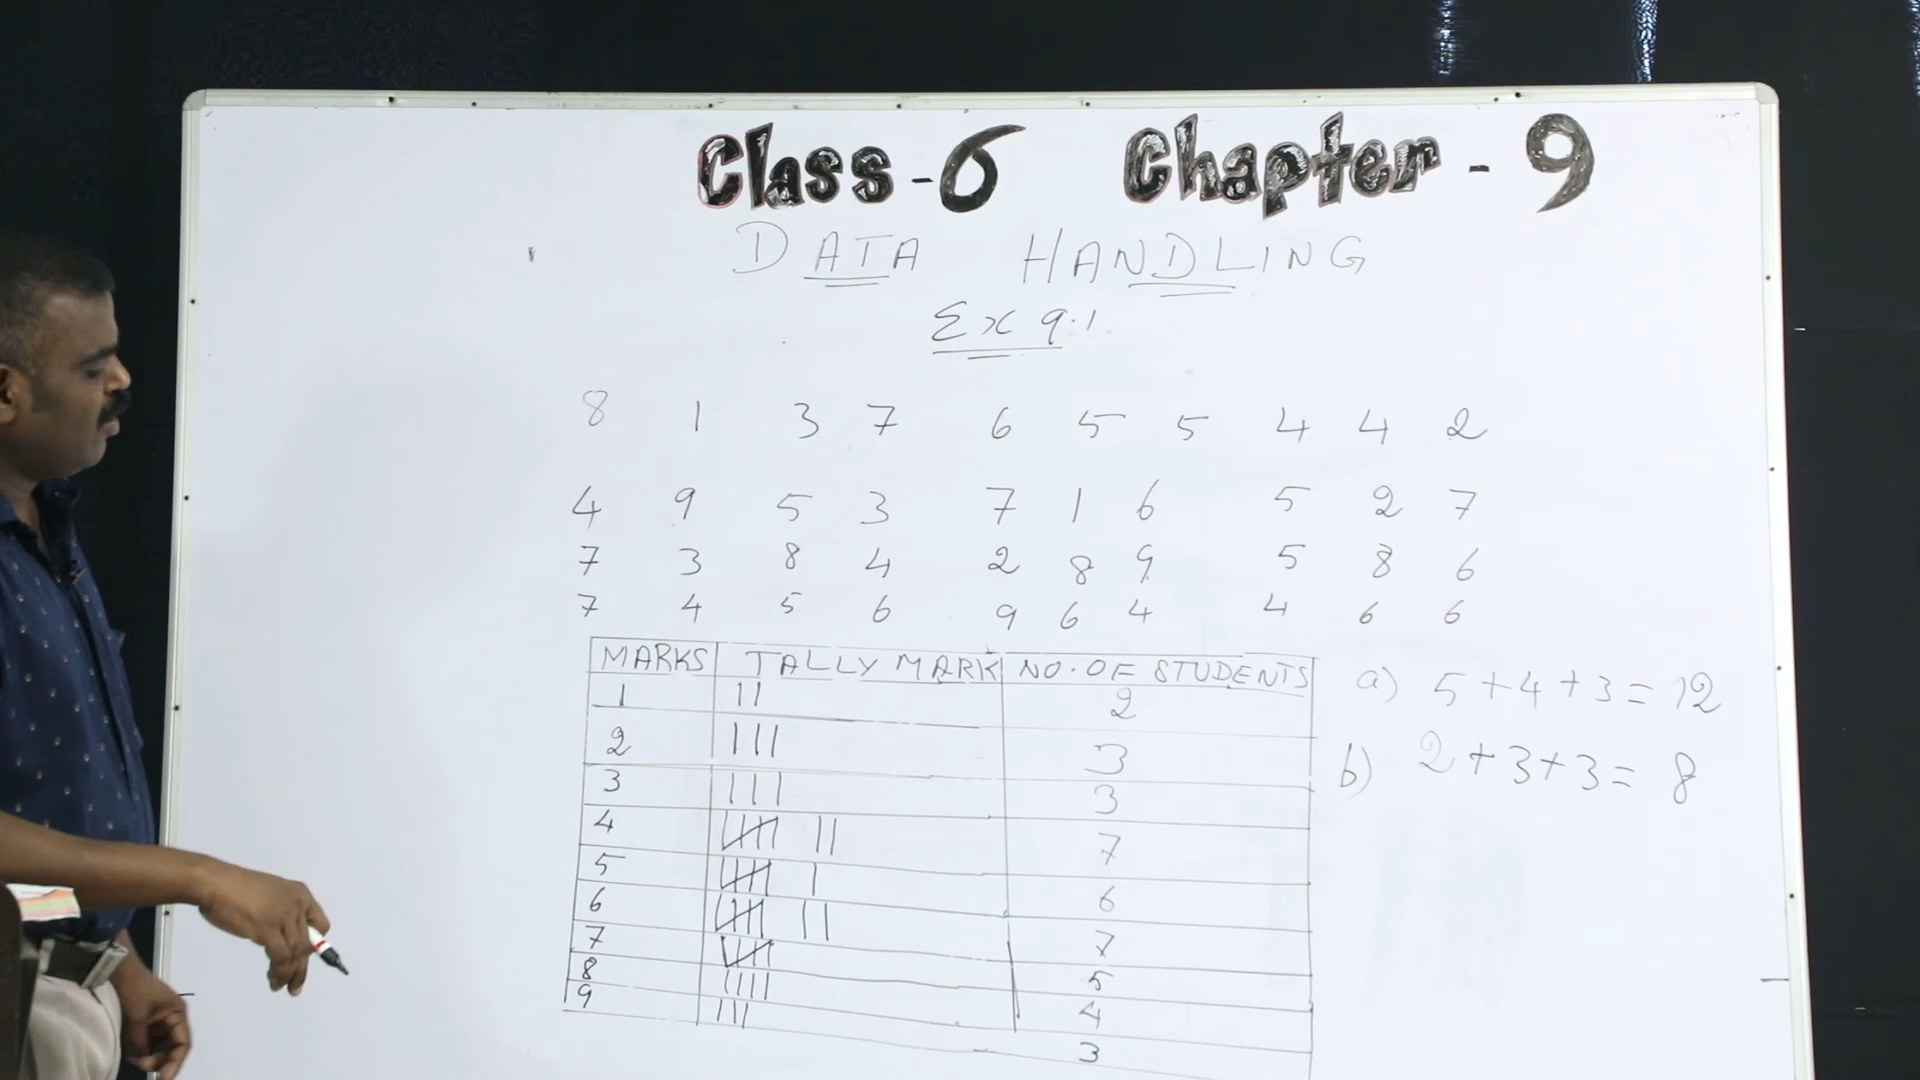 Class-6 Chapter - 9
DATA HANDLING
Ex 9.1
8 1 3 7 6 5 5 4 4 2
4 9 5 3 7 1 6 5 2 7
7 3 8 4 2 8 9 5 8 6
7 4 5 6 9 6 4 4 6 6
MARKS TALLY MARK NO. OF STUDENTS
1 || 2
2 ||| 3
3 ||| 3
4 |||| || 7
5 |||| | 6
6 |||| || 7
7 |||| 5
8 |||| 4
9 ||| 3
a) 5+4+3=12
b) 2+3+3= 8